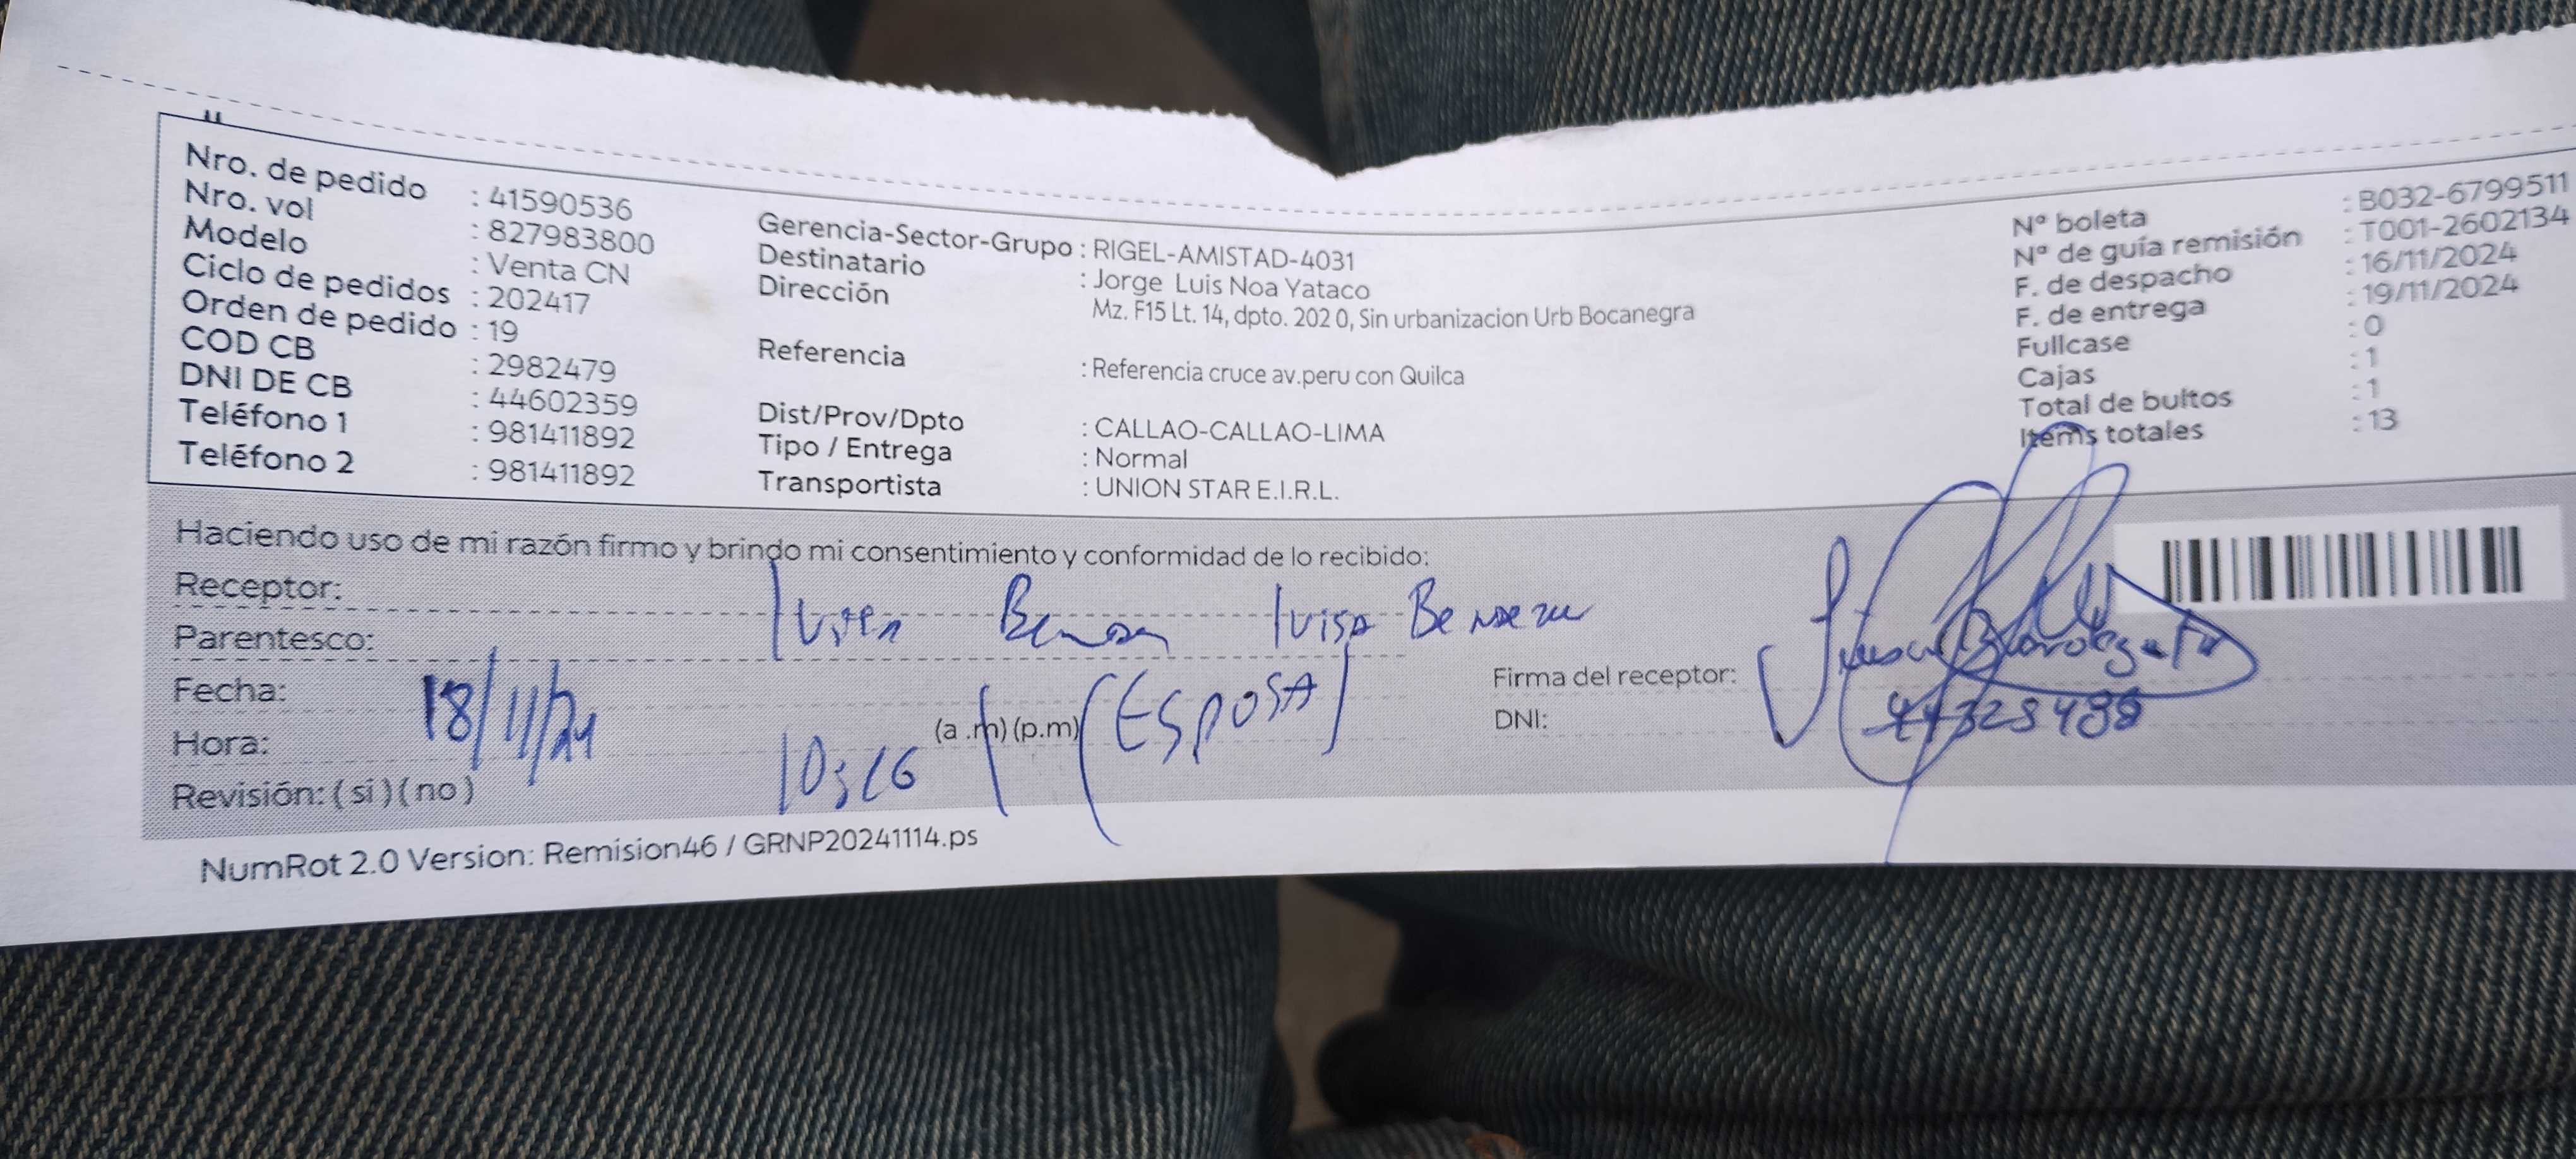 Nro. de pedido : 41590536
Nro. vol : 827983800
Modelo : Venta CN
Ciclo de pedidos : 202417
Orden de pedido : 19
COD CB : 2982479
DNI DE CB : 44602359
Teléfono 1 : 981411892
Teléfono 2 : 981411892
Gerencia-Sector-Grupo : RIGEL-AMISTAD-4031
Destinatario : Jorge Luis Noa Yataco
Dirección : Mz. F15 Lt. 14, dpto. 202 0, Sin urbanizacion Urb Bocanegra
Referencia : Referencia cruce av.peru con Quilca
Dist/Prov/Dpto : CALLAO-CALLAO-LIMA
Tipo / Entrega : Normal
Transportista : UNION STAR E.I.R.L.
Nº boleta : B032-6799511
Nº de guía remisión : T001-2602134
F. de despacho : 16/11/2024
F. de entrega : 19/11/2024
Fullcase : 0
Cajas : 1
Total de bultos : 1
Items totales : 13
Haciendo uso de mi razón firmo y brindo mi consentimiento y conformidad de lo recibido:
Receptor:
Parentesco: (ESPOSA)
Fecha: 18/11/24
Hora: (a .m) (p.m)
Revisión: ( si ) ( no )
Firma del receptor:
DNI:
NumRot 2.0 Version: Remision46 / GRNP20241114.ps